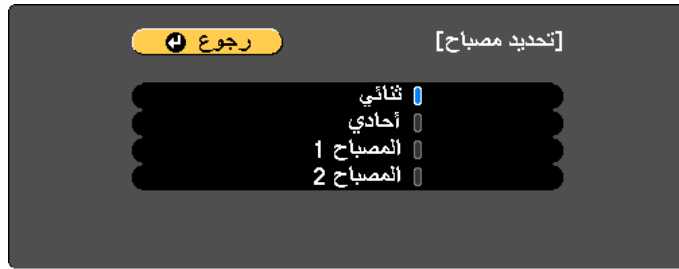 [تحديد مصباح] رجوع
ثنائي
أحادي
المصباح 1
المصباح 2